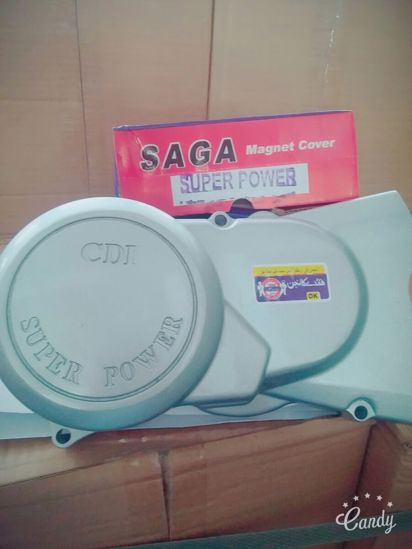 SAGA Magnet Cover
SUPER POWER
CDI
SUPER POWER
OK
Candy